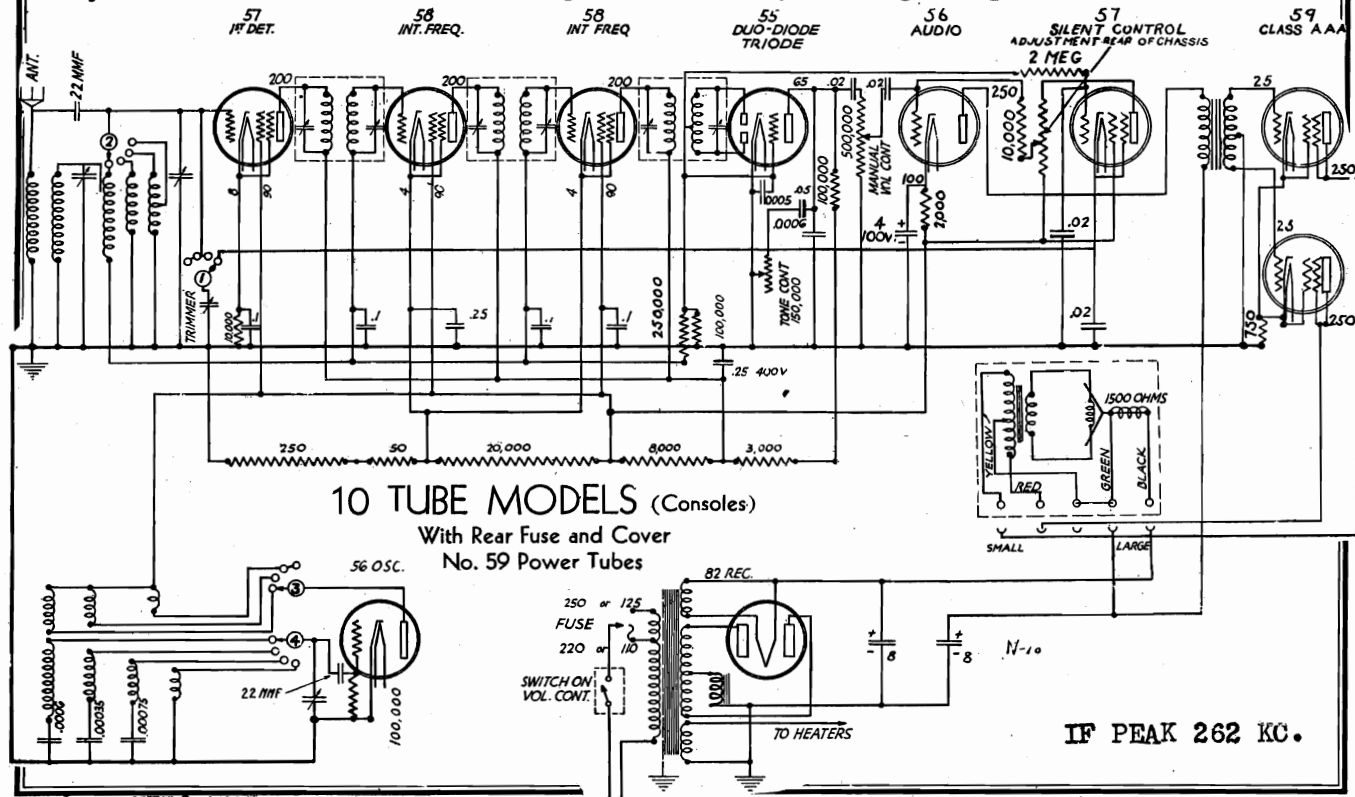 57
1ST DET.
58
INT. FREQ.
58
INT FREQ
55
DUO-DIODE
TRIODE
56
AUDIO
57
SILENT CONTROL
ADJUSTMENT REAR OF CHASSIS
2 MEG
59
CLASS AAA
ANT.
22 MMF
2
200
200
200
65
.02
.02
250
25
500,000
MANUAL
VOL CONT
10,000
8
90
4
90
4
90
.0005
.05
.0006
100,000
100
2,000
4
+
100V.
-
.02
250
25
1
TRIMMER
10,000
.1
.1
.25
.1
.1
250,000
100,000
TONE CONT
150,000
.02
750
250
.25 400V
250
50
20,000
8,000
3,000
1500 OHMS
YELLOW
RED
GREEN
BLACK
SMALL
LARGE
10 TUBE MODELS (Consoles)
With Rear Fuse and Cover
No. 59 Power Tubes
56 OSC.
3
4
22 MMF
100,000
.0006
.00035
.00075
250 or 125
FUSE
220 or 110
SWITCH ON
VOL. CONT.
82 REC.
+
- 8
+
- 8
N-10
TO HEATERS
IF PEAK 262 KC.